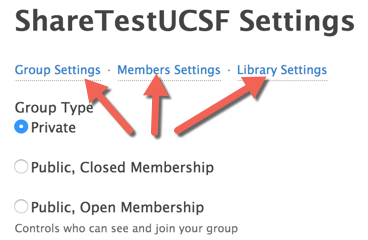 ShareTestUCSF Settings
Group Settings · Members Settings · Library Settings
Group Type
Private
Public, Closed Membership
Public, Open Membership
Controls who can see and join your group